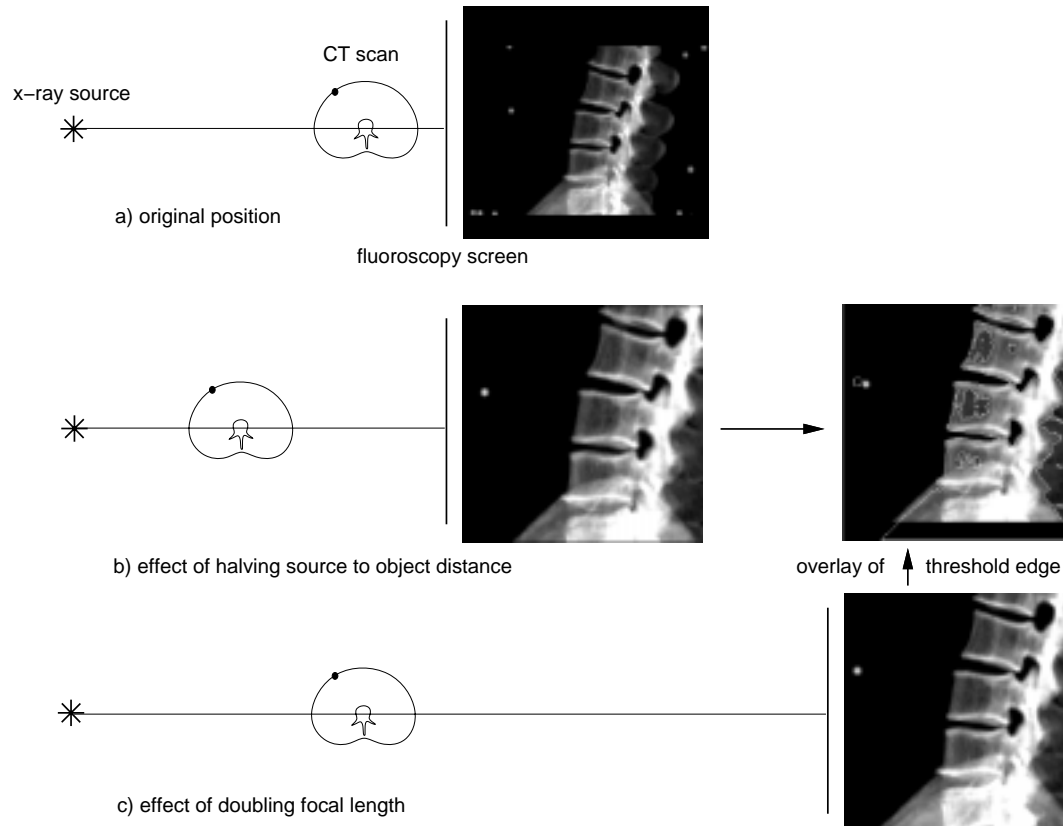 CT scan
x−ray source
a) original position
fluoroscopy screen
b) effect of halving source to object distance
overlay of threshold edge
c) effect of doubling focal length